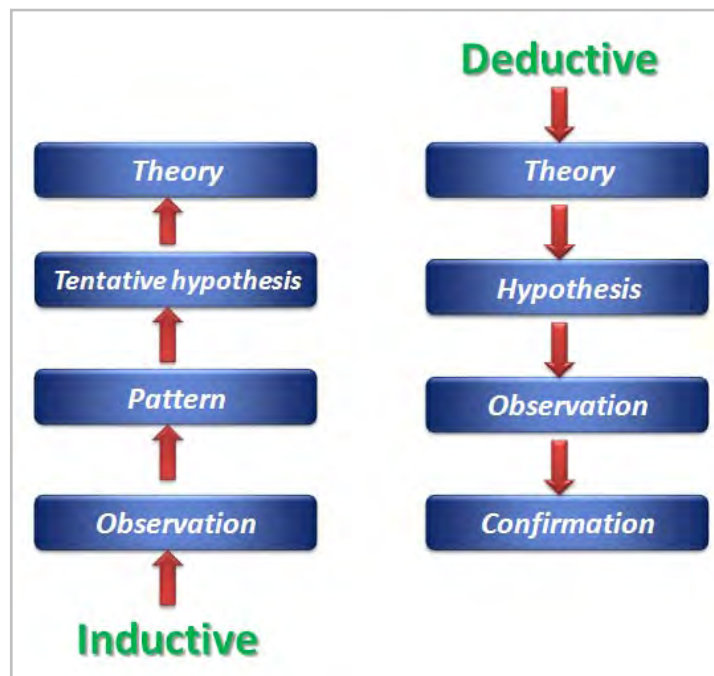 Deductive
Theory
Hypothesis
Observation
Confirmation
Theory
Tentative hypothesis
Pattern
Observation
Inductive